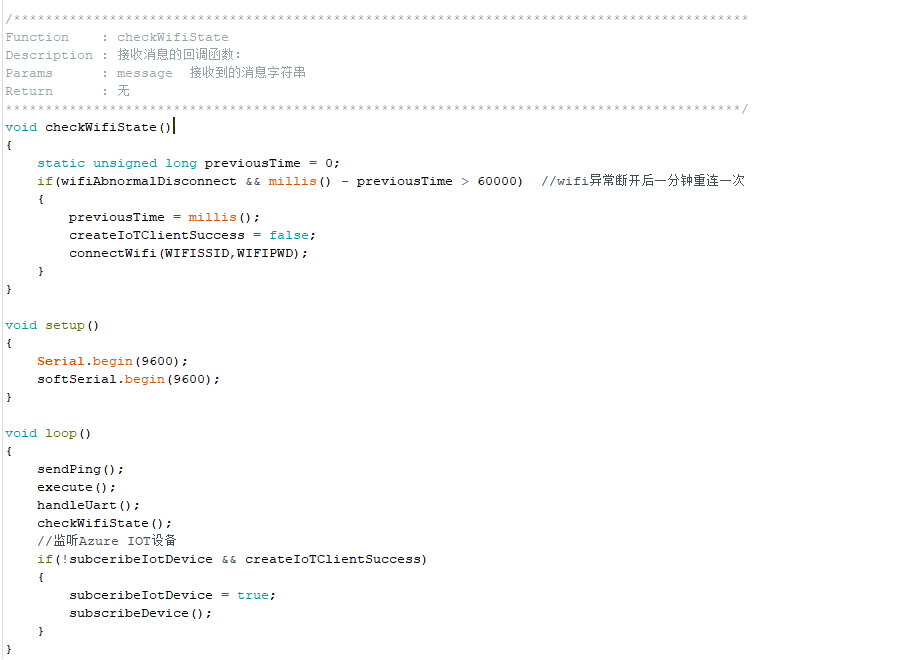 /********************************************************************************************
Function    : checkWifiState
Description : 接收消息的回调函数:
Params      : message  接收到的消息字符串
Return      : 无
********************************************************************************************/
void checkWifiState()
{
    static unsigned long previousTime = 0;
    if(wifiAbnormalDisconnect && millis() - previousTime > 60000)  //wifi异常断开后一分钟重连一次
    {
        previousTime = millis();
        createIoTClientSuccess = false;
        connectWifi(WIFISSID,WIFIPWD);
    }
}

void setup()
{
    Serial.begin(9600);
    softSerial.begin(9600);
}

void loop()
{
    sendPing();
    execute();
    handleUart();
    checkWifiState();
    //监听Azure IOT设备
    if(!subceribeIotDevice && createIoTClientSuccess)
    {
        subceribeIotDevice = true;
        subscribeDevice();
    }
}